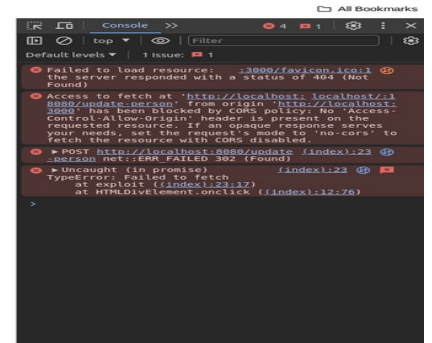 All Bookmarks
Console >> 4 1
top ▼ Filter
Default levels ▼ 1 Issue: 1
Failed to load resource: :3000/favicon.ico:1
the server responded with a status of 404 (Not
Found)
Access to fetch at 'http://localhost: localhost/:1
8080/update-person' from origin 'http://localhost:
3000' has been blocked by CORS policy: No 'Access-
Control-Allow-Origin' header is present on the
requested resource. If an opaque response serves
your needs, set the request's mode to 'no-cors' to
fetch the resource with CORS disabled.
▶ POST http://localhost:8080/update (index):23
-person net::ERR_FAILED 302 (Found)
▶ Uncaught (in promise) (index):23
TypeError: Failed to fetch
at exploit ((index):23:17)
at HTMLDivElement.onclick ((index):12:76)
>